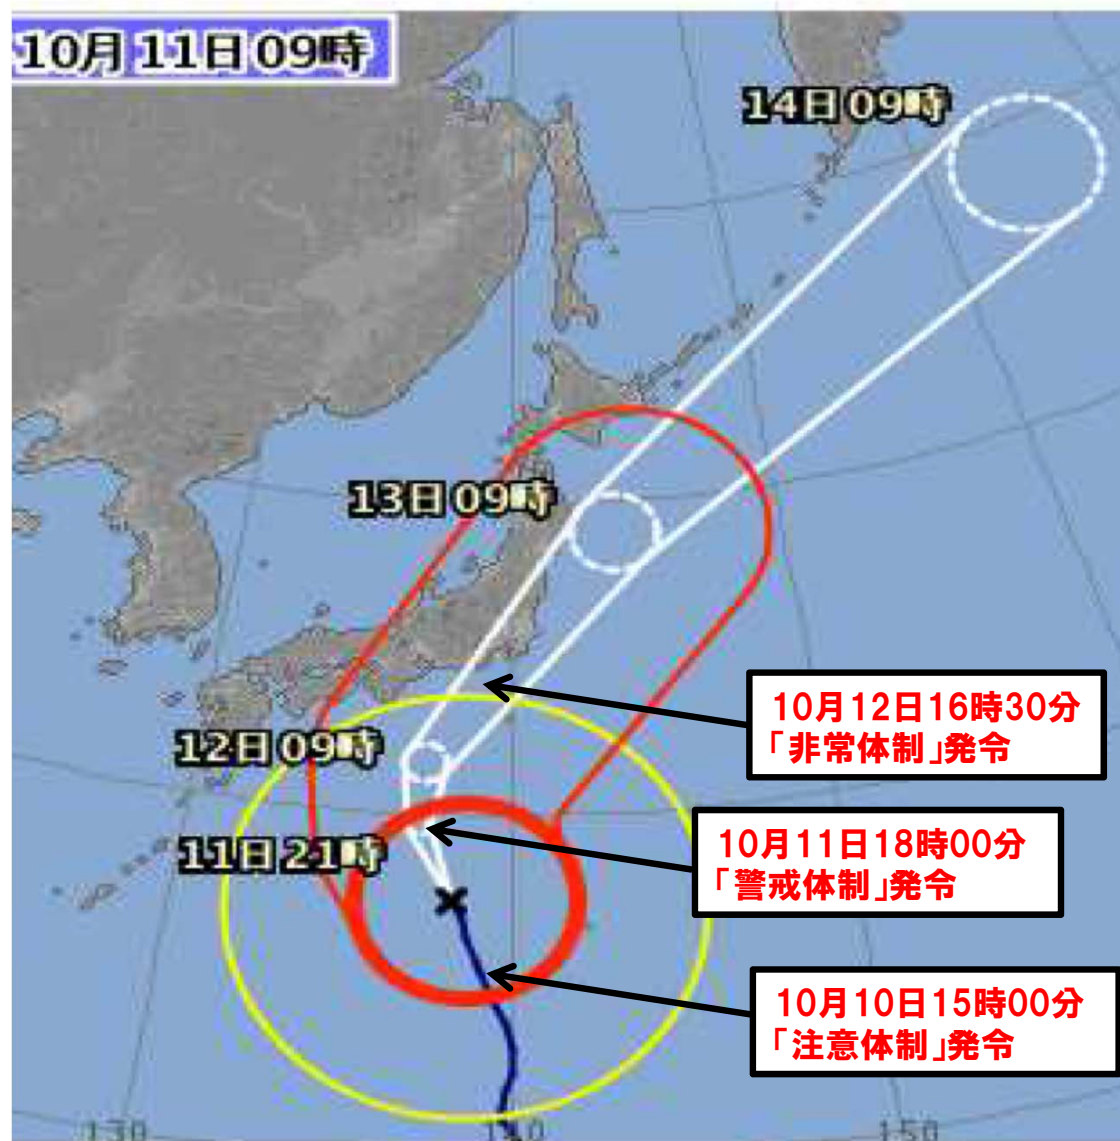 10月 11日 09時
14日 09時
13日 09時
10月12日16時30分
「非常体制」発令
12日 09時
10月11日18時00分
「警戒体制」発令
11日 21時
10月10日15時00分
「注意体制」発令
130
140
150